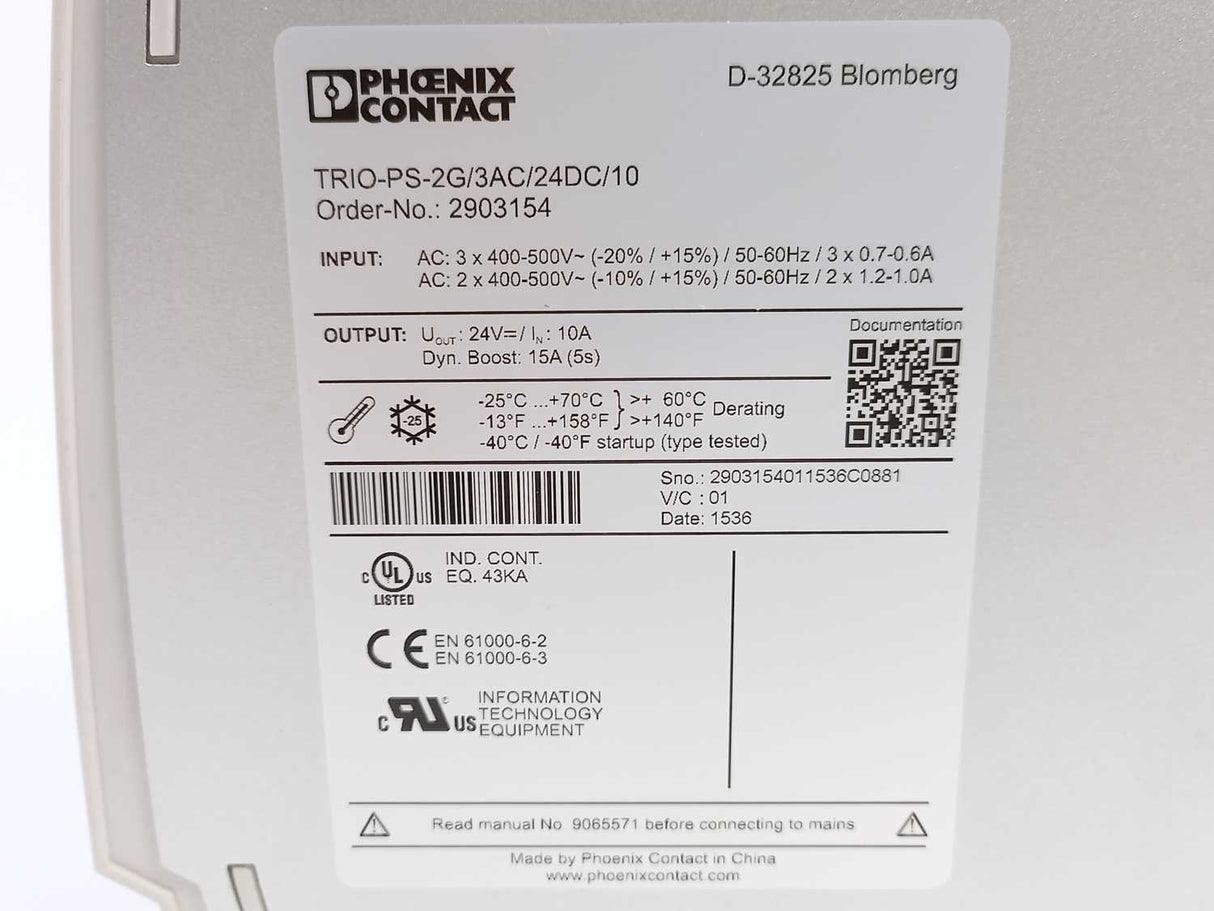 PHŒNIX
CONTACT
D-32825 Blomberg
TRIO-PS-2G/3AC/24DC/10
Order-No.: 2903154
INPUT: AC: 3 x 400-500V~ (-20% / +15%) / 50-60Hz / 3 x 0.7-0.6A
AC: 2 x 400-500V~ (-10% / +15%) / 50-60Hz / 2 x 1.2-1.0A
OUTPUT: UOUT: 24V⎓/ IN: 10A
Dyn. Boost: 15A (5s)
Documentation
-25
-25°C ...+70°C } >+ 60°C Derating
-13°F ...+158°F } >+140°F
-40°C / -40°F startup (type tested)
Sno.: 2903154011536C0881
V/C : 01
Date: 1536
C UL US LISTED
IND. CONT.
EQ. 43KA
CE EN 61000-6-2
EN 61000-6-3
C RU® US
INFORMATION
TECHNOLOGY
EQUIPMENT
Read manual No. 9065571 before connecting to mains
Made by Phoenix Contact in China
www.phoenixcontact.com